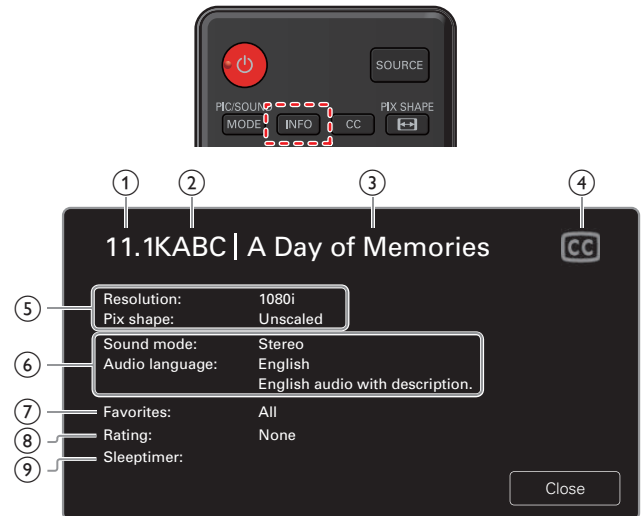 SOURCE
PIC/SOUND PIX SHAPE
MODE INFO CC
① ② ③ ④
11.1KABC | A Day of Memories CC
⑤ Resolution: 1080i
Pix shape: Unscaled
⑥ Sound mode: Stereo
Audio language: English
English audio with description.
⑦ Favorites: All
⑧ Rating: None
⑨ Sleeptimer:
Close